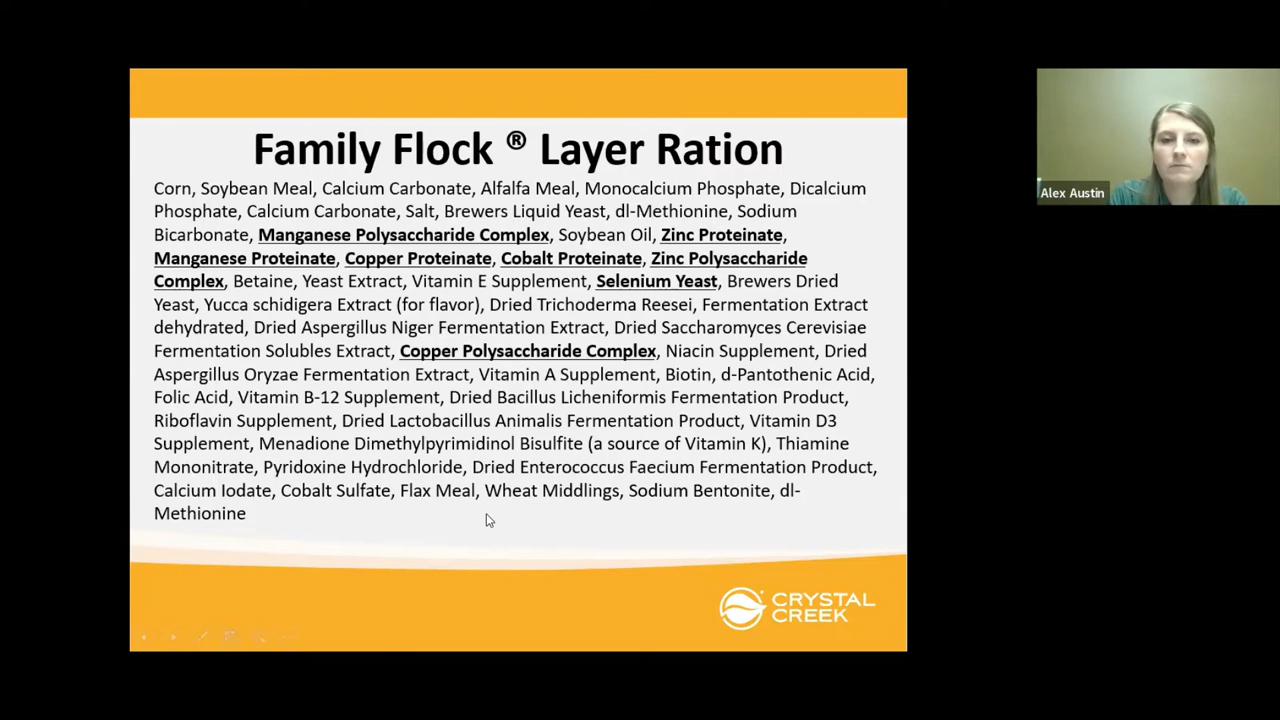 Family Flock ® Layer Ration
Corn, Soybean Meal, Calcium Carbonate, Alfalfa Meal, Monocalcium Phosphate, Dicalcium
Phosphate, Calcium Carbonate, Salt, Brewers Liquid Yeast, dl-Methionine, Sodium
Bicarbonate, Manganese Polysaccharide Complex, Soybean Oil, Zinc Proteinate,
Manganese Proteinate, Copper Proteinate, Cobalt Proteinate, Zinc Polysaccharide
Complex, Betaine, Yeast Extract, Vitamin E Supplement, Selenium Yeast, Brewers Dried
Yeast, Yucca schidigera Extract (for flavor), Dried Trichoderma Reesei, Fermentation Extract
dehydrated, Dried Aspergillus Niger Fermentation Extract, Dried Saccharomyces Cerevisiae
Fermentation Solubles Extract, Copper Polysaccharide Complex, Niacin Supplement, Dried
Aspergillus Oryzae Fermentation Extract, Vitamin A Supplement, Biotin, d-Pantothenic Acid,
Folic Acid, Vitamin B-12 Supplement, Dried Bacillus Licheniformis Fermentation Product,
Riboflavin Supplement, Dried Lactobacillus Animalis Fermentation Product, Vitamin D3
Supplement, Menadione Dimethylpyrimidinol Bisulfite (a source of Vitamin K), Thiamine
Mononitrate, Pyridoxine Hydrochloride, Dried Enterococcus Faecium Fermentation Product,
Calcium Iodate, Cobalt Sulfate, Flax Meal, Wheat Middlings, Sodium Bentonite, dl-
Methionine
CRYSTAL
CREEK
Alex Austin